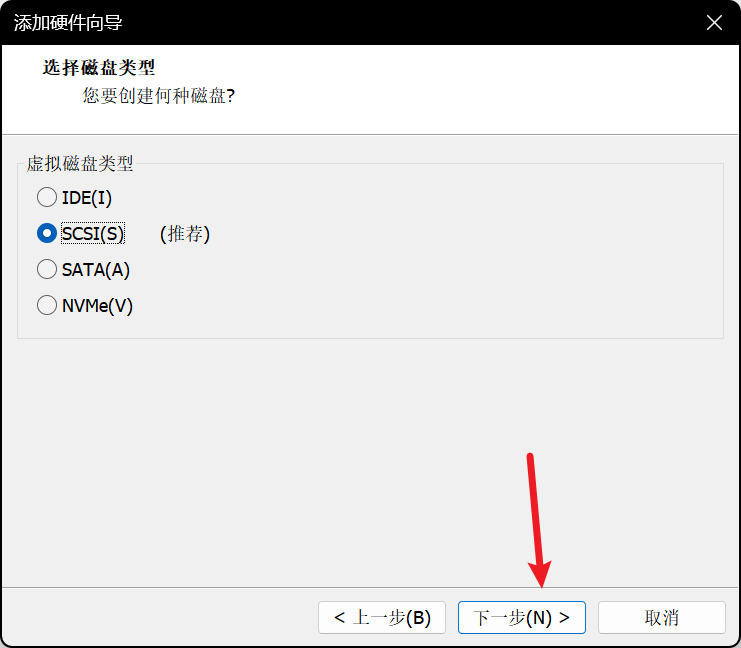 添加硬件向导
选择磁盘类型
您要创建何种磁盘?
虚拟磁盘类型
IDE(I)
SCSI(S) (推荐)
SATA(A)
NVMe(V)
< 上一步(B) 下一步(N) > 取消